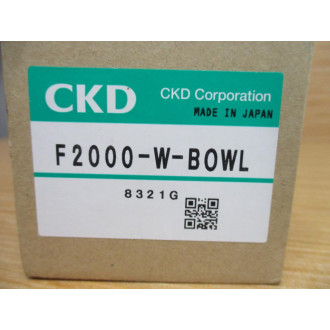 CKD
CKD Corporation
MADE IN JAPAN
F2000-W-BOWL
8321G